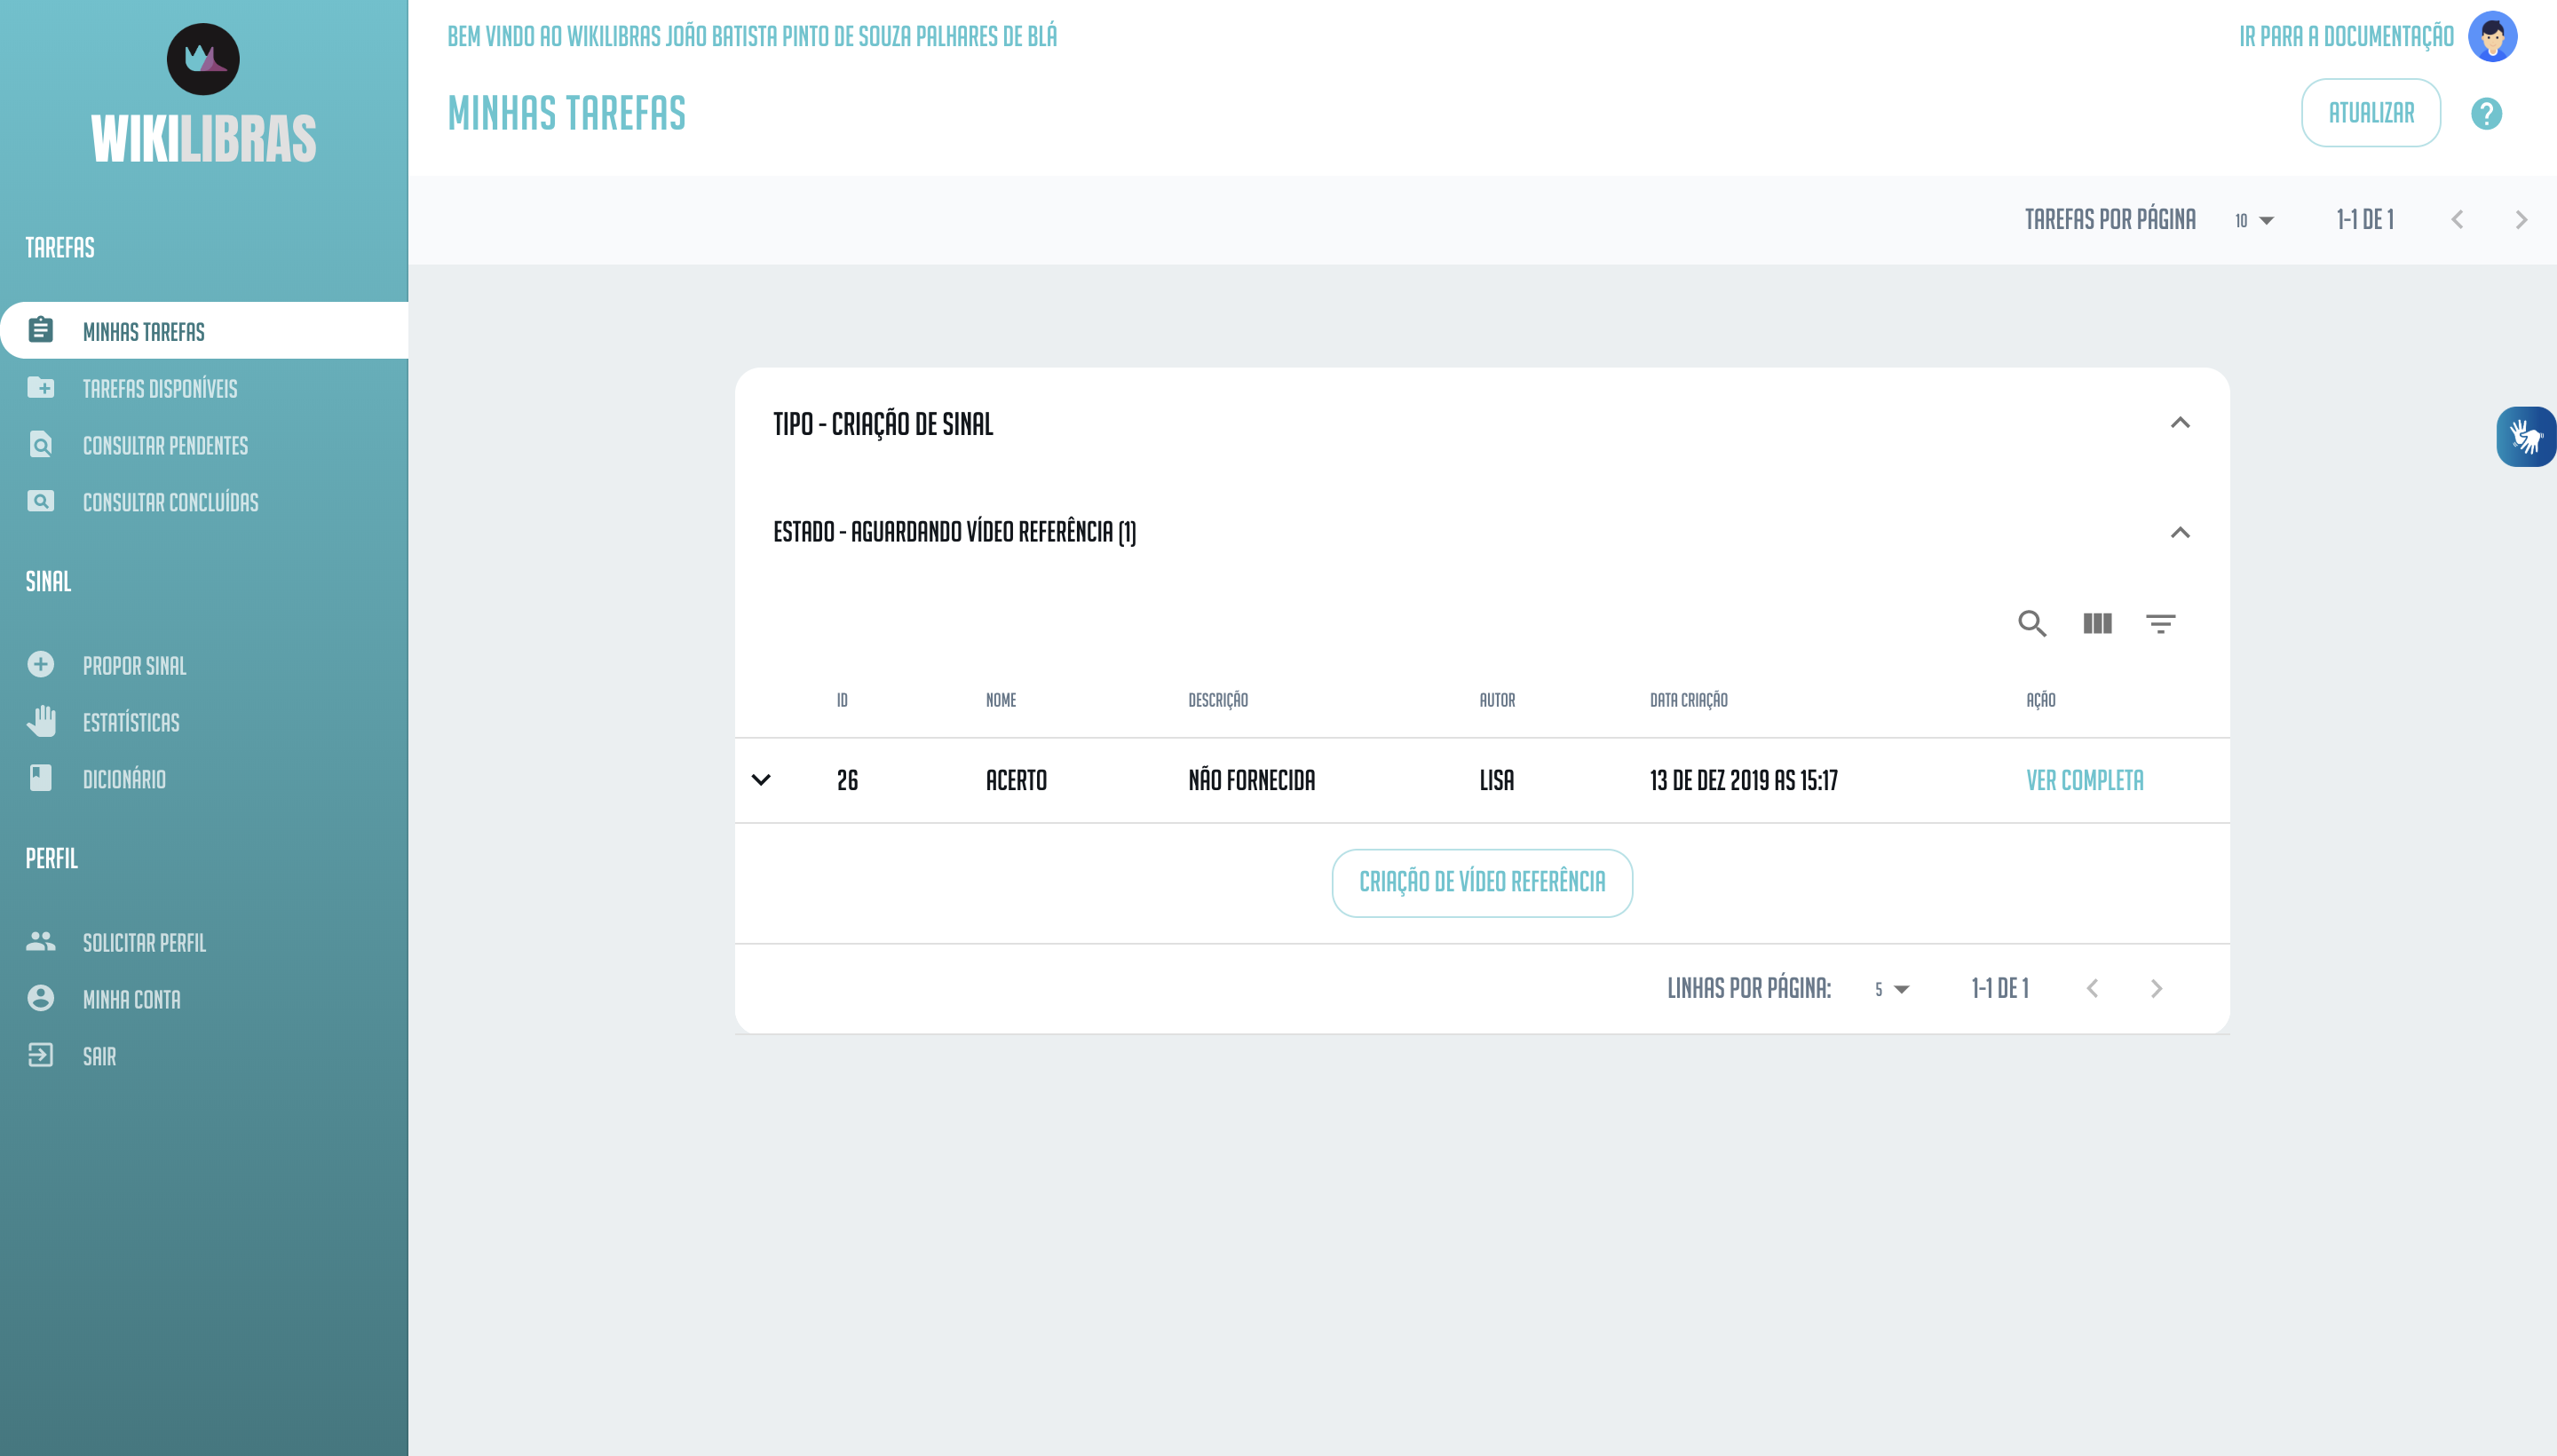 WIKILIBRAS
TAREFAS
MINHAS TAREFAS
TAREFAS DISPONÍVEIS
CONSULTAR PENDENTES
CONSULTAR CONCLUÍDAS
SINAL
PROPOR SINAL
ESTATÍSTICAS
DICIONÁRIO
PERFIL
SOLICITAR PERFIL
MINHA CONTA
SAIR
BEM VINDO AO WIKILIBRAS JOÃO BATISTA PINTO DE SOUZA PALHARES DE BLÁ
IR PARA A DOCUMENTAÇÃO
MINHAS TAREFAS
ATUALIZAR
TAREFAS POR PÁGINA 10 1-1 DE 1
TIPO - CRIAÇÃO DE SINAL
ESTADO - AGUARDANDO VÍDEO REFERÊNCIA (1)
ID NOME DESCRIÇÃO AUTOR DATA CRIAÇÃO AÇÃO
26 ACERTO NÃO FORNECIDA LISA 13 DE DEZ 2019 AS 15:17 VER COMPLETA
CRIAÇÃO DE VÍDEO REFERÊNCIA
LINHAS POR PÁGINA: 5 1-1 DE 1